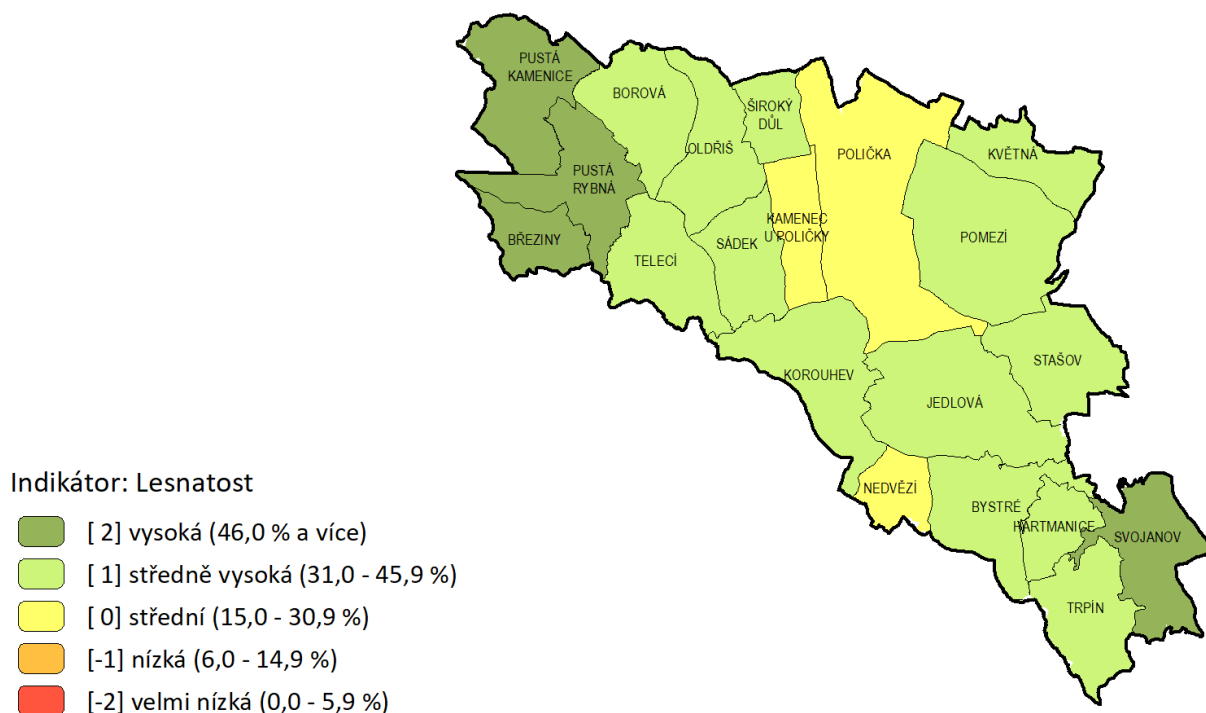 PUSTÁ
KAMENICE
BOROVÁ
ŠIROKÝ
DŮL
OLDŘIŠ
POLIČKA
KVĚTNÁ
PUSTÁ
RYBNÁ
KAMENEC
U POLIČKY
BŘEZINY
SÁDEK
POMEZÍ
TELECÍ
STAŠOV
KOROUHEV
JEDLOVÁ
NEDVĚZÍ
BYSTRÉ
HARTMANICE
SVOJANOV
TRPÍN
Indikátor: Lesnatost
[ 2] vysoká (46,0 % a více)
[ 1] středně vysoká (31,0 - 45,9 %)
[ 0] střední (15,0 - 30,9 %)
[-1] nízká (6,0 - 14,9 %)
[-2] velmi nízká (0,0 - 5,9 %)